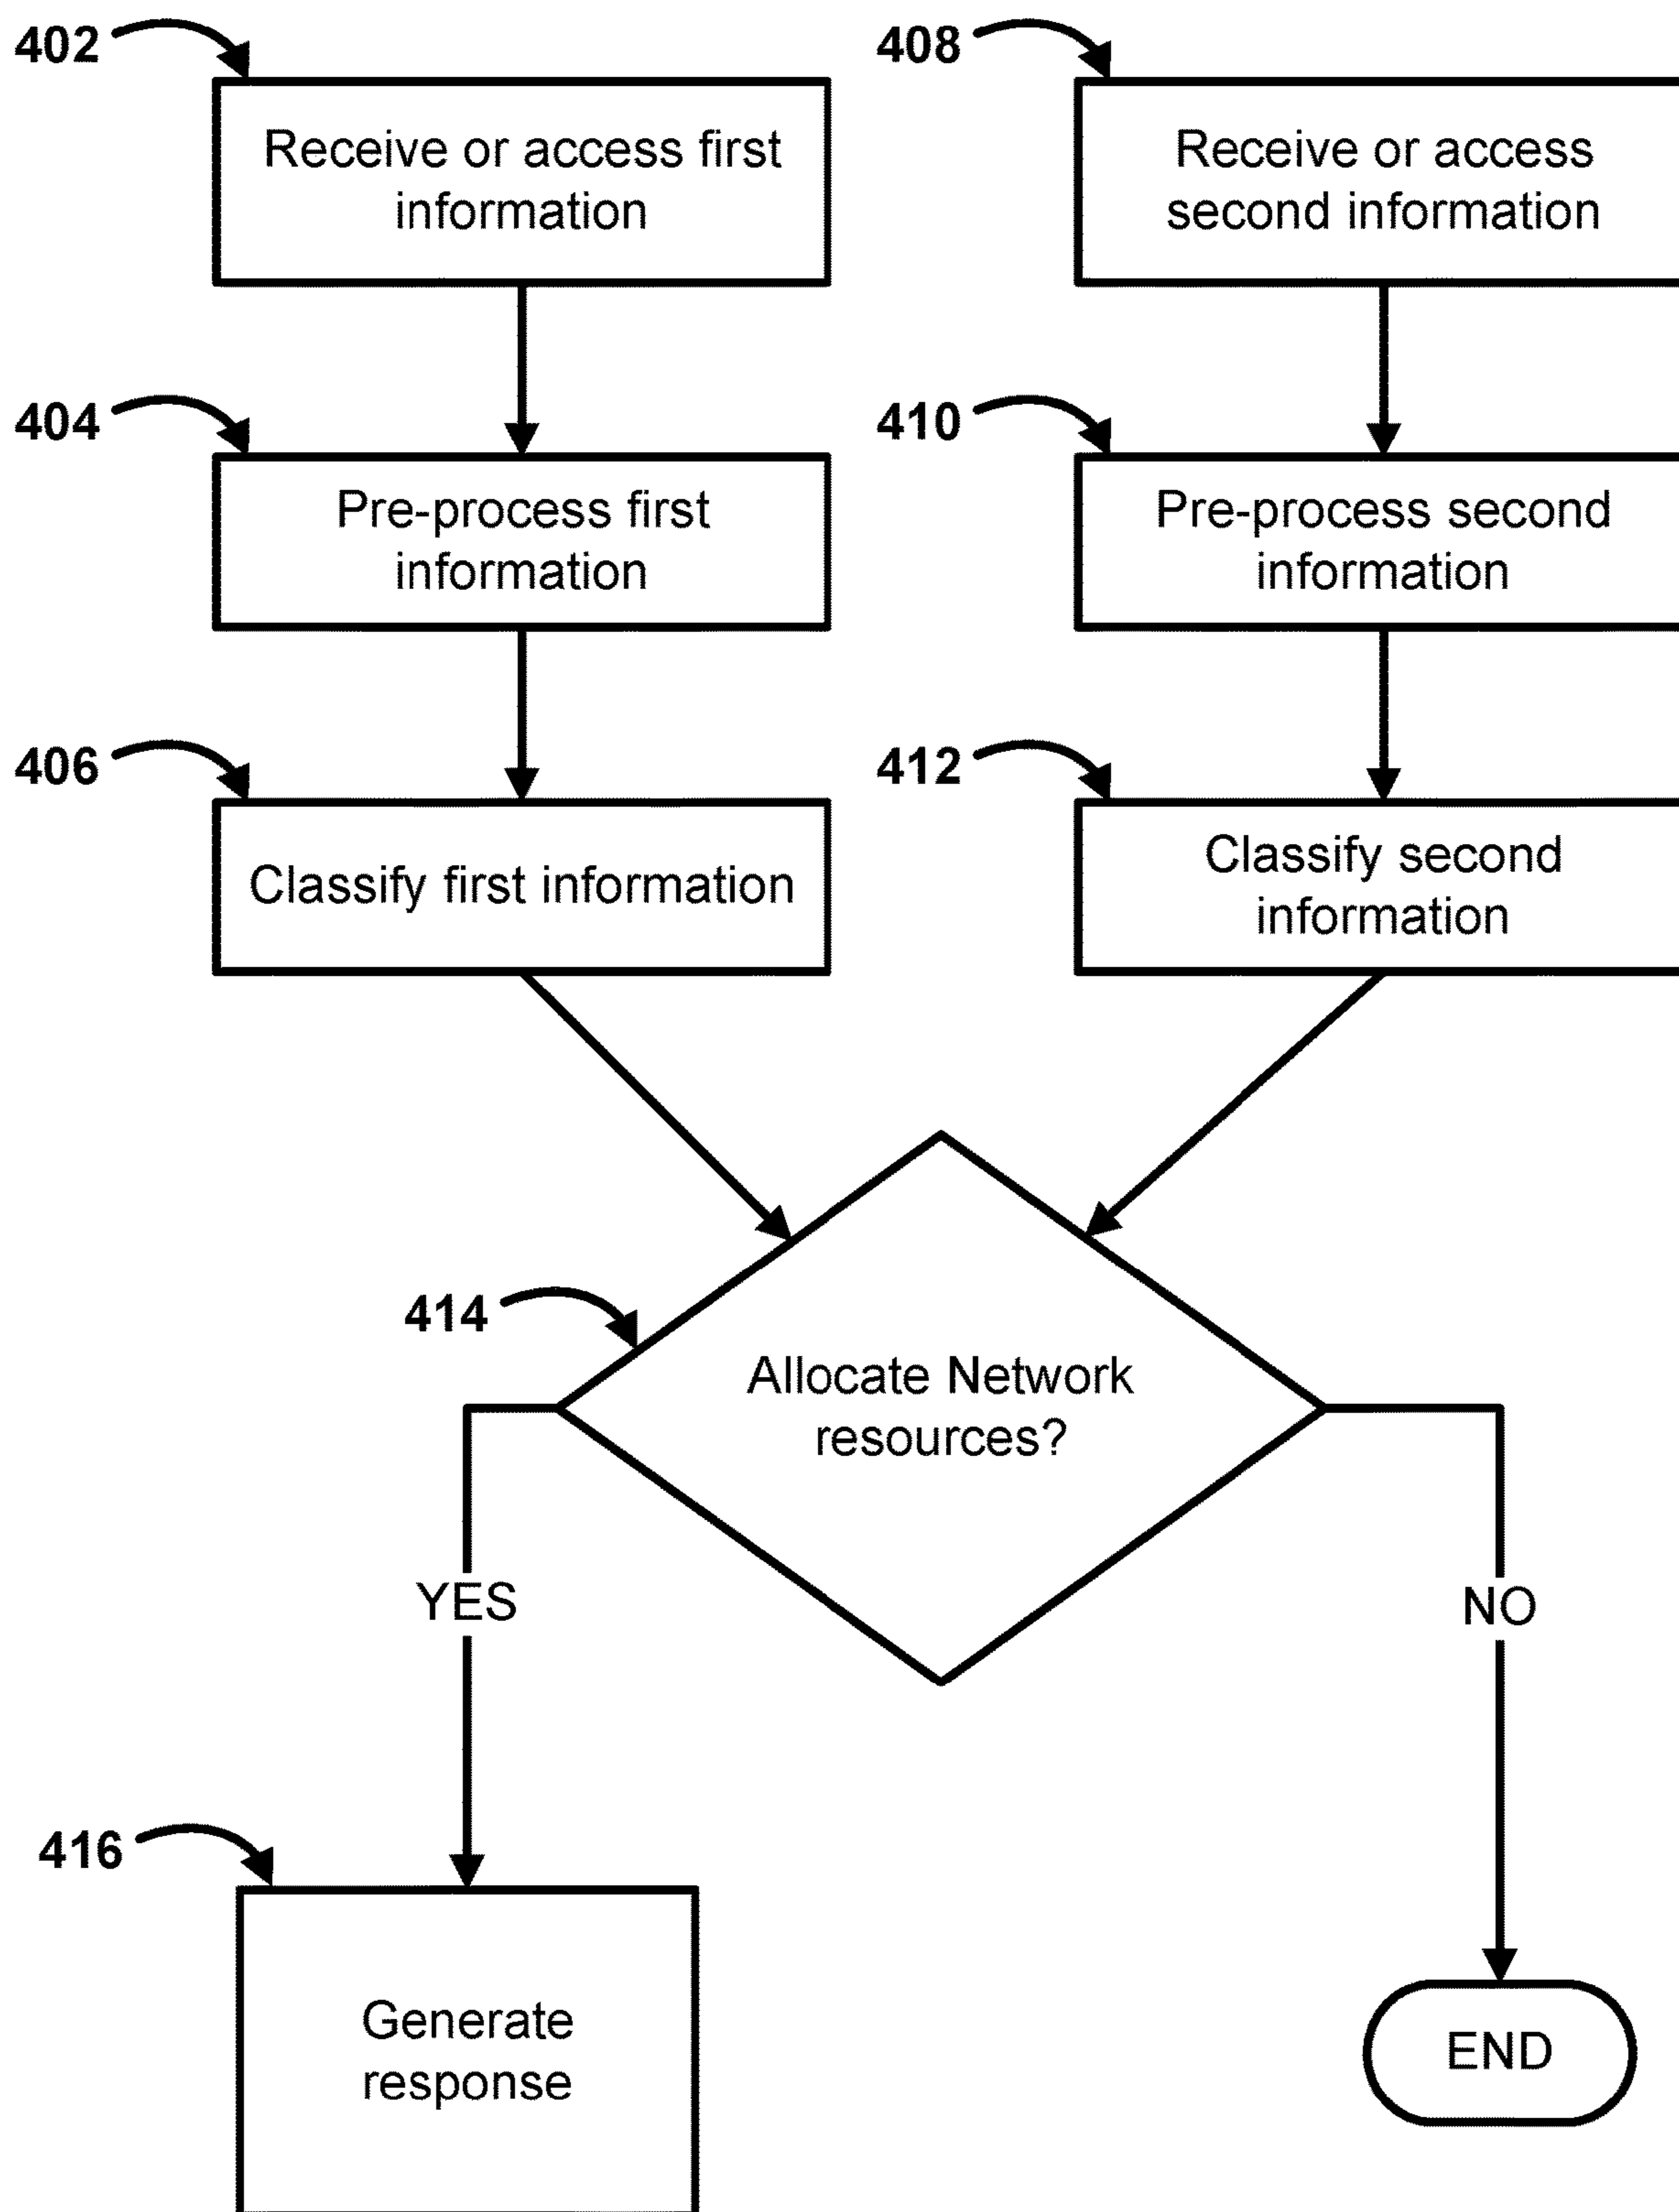 402
Receive or access first
information
404
Pre-process first
information
406
Classify first information
408
Receive or access
second information
410
Pre-process second
information
412
Classify second
information
414
Allocate Network
resources?
YES
NO
416
Generate
response
END